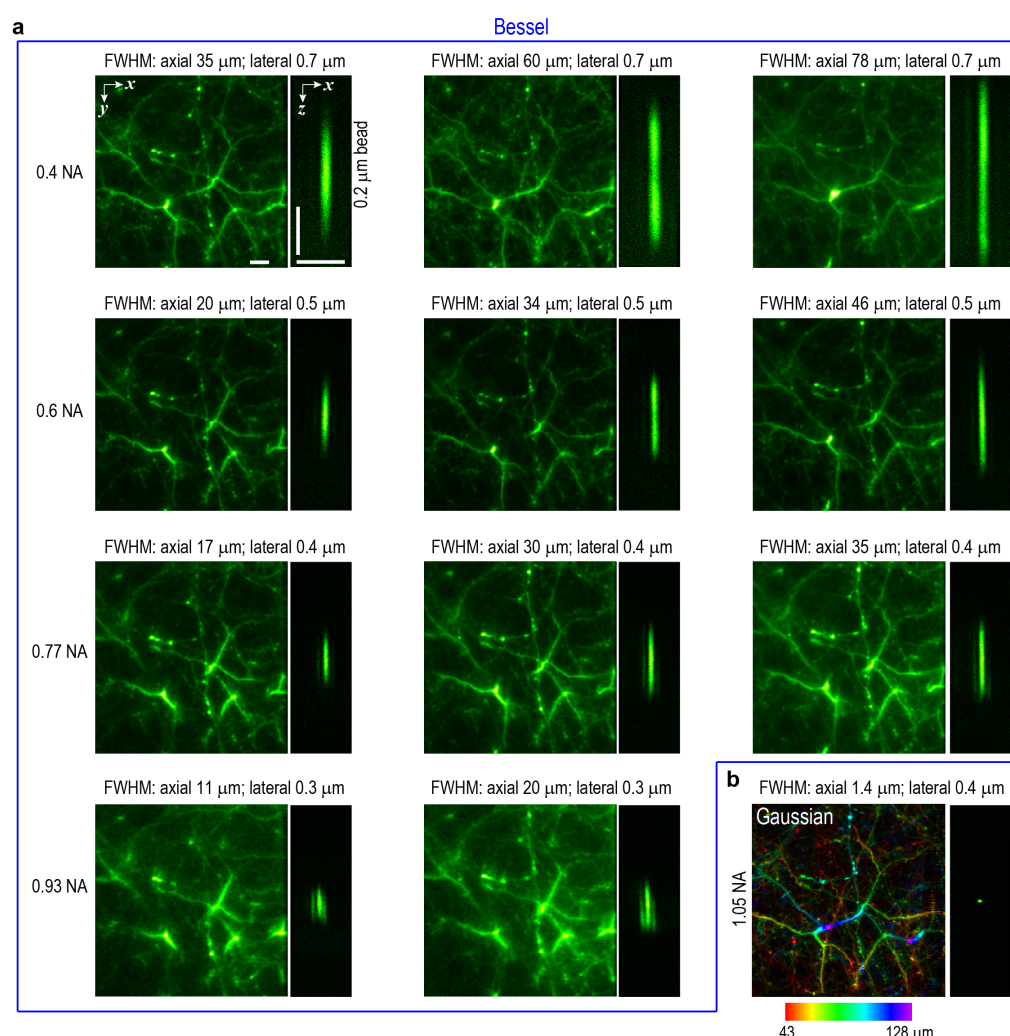 a
Bessel
FWHM: axial 35 μm; lateral 0.7 μm
FWHM: axial 60 μm; lateral 0.7 μm
FWHM: axial 78 μm; lateral 0.7 μm
x
y
x
z
0.4 NA
0.2 μm bead
FWHM: axial 20 μm; lateral 0.5 μm
FWHM: axial 34 μm; lateral 0.5 μm
FWHM: axial 46 μm; lateral 0.5 μm
0.6 NA
FWHM: axial 17 μm; lateral 0.4 μm
FWHM: axial 30 μm; lateral 0.4 μm
FWHM: axial 35 μm; lateral 0.4 μm
0.77 NA
FWHM: axial 11 μm; lateral 0.3 μm
FWHM: axial 20 μm; lateral 0.3 μm
0.93 NA
b
FWHM: axial 1.4 μm; lateral 0.4 μm
Gaussian
1.05 NA
43
128 μm